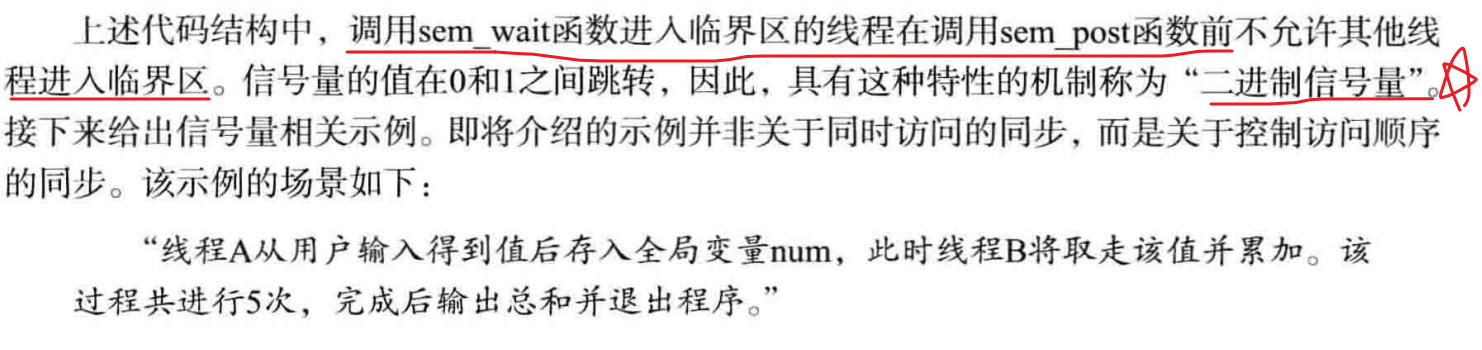 上述代码结构中，调用sem_wait函数进入临界区的线程在调用sem_post函数前不允许其他线
程进入临界区。信号量的值在0和1之间跳转，因此，具有这种特性的机制称为“二进制信号量”。
接下来给出信号量相关示例。即将介绍的示例并非关于同时访问的同步，而是关于控制访问顺序
的同步。该示例的场景如下：
“线程A从用户输入得到值后存入全局变量num，此时线程B将取走该值并累加。该
过程共进行5次，完成后输出总和并退出程序。”